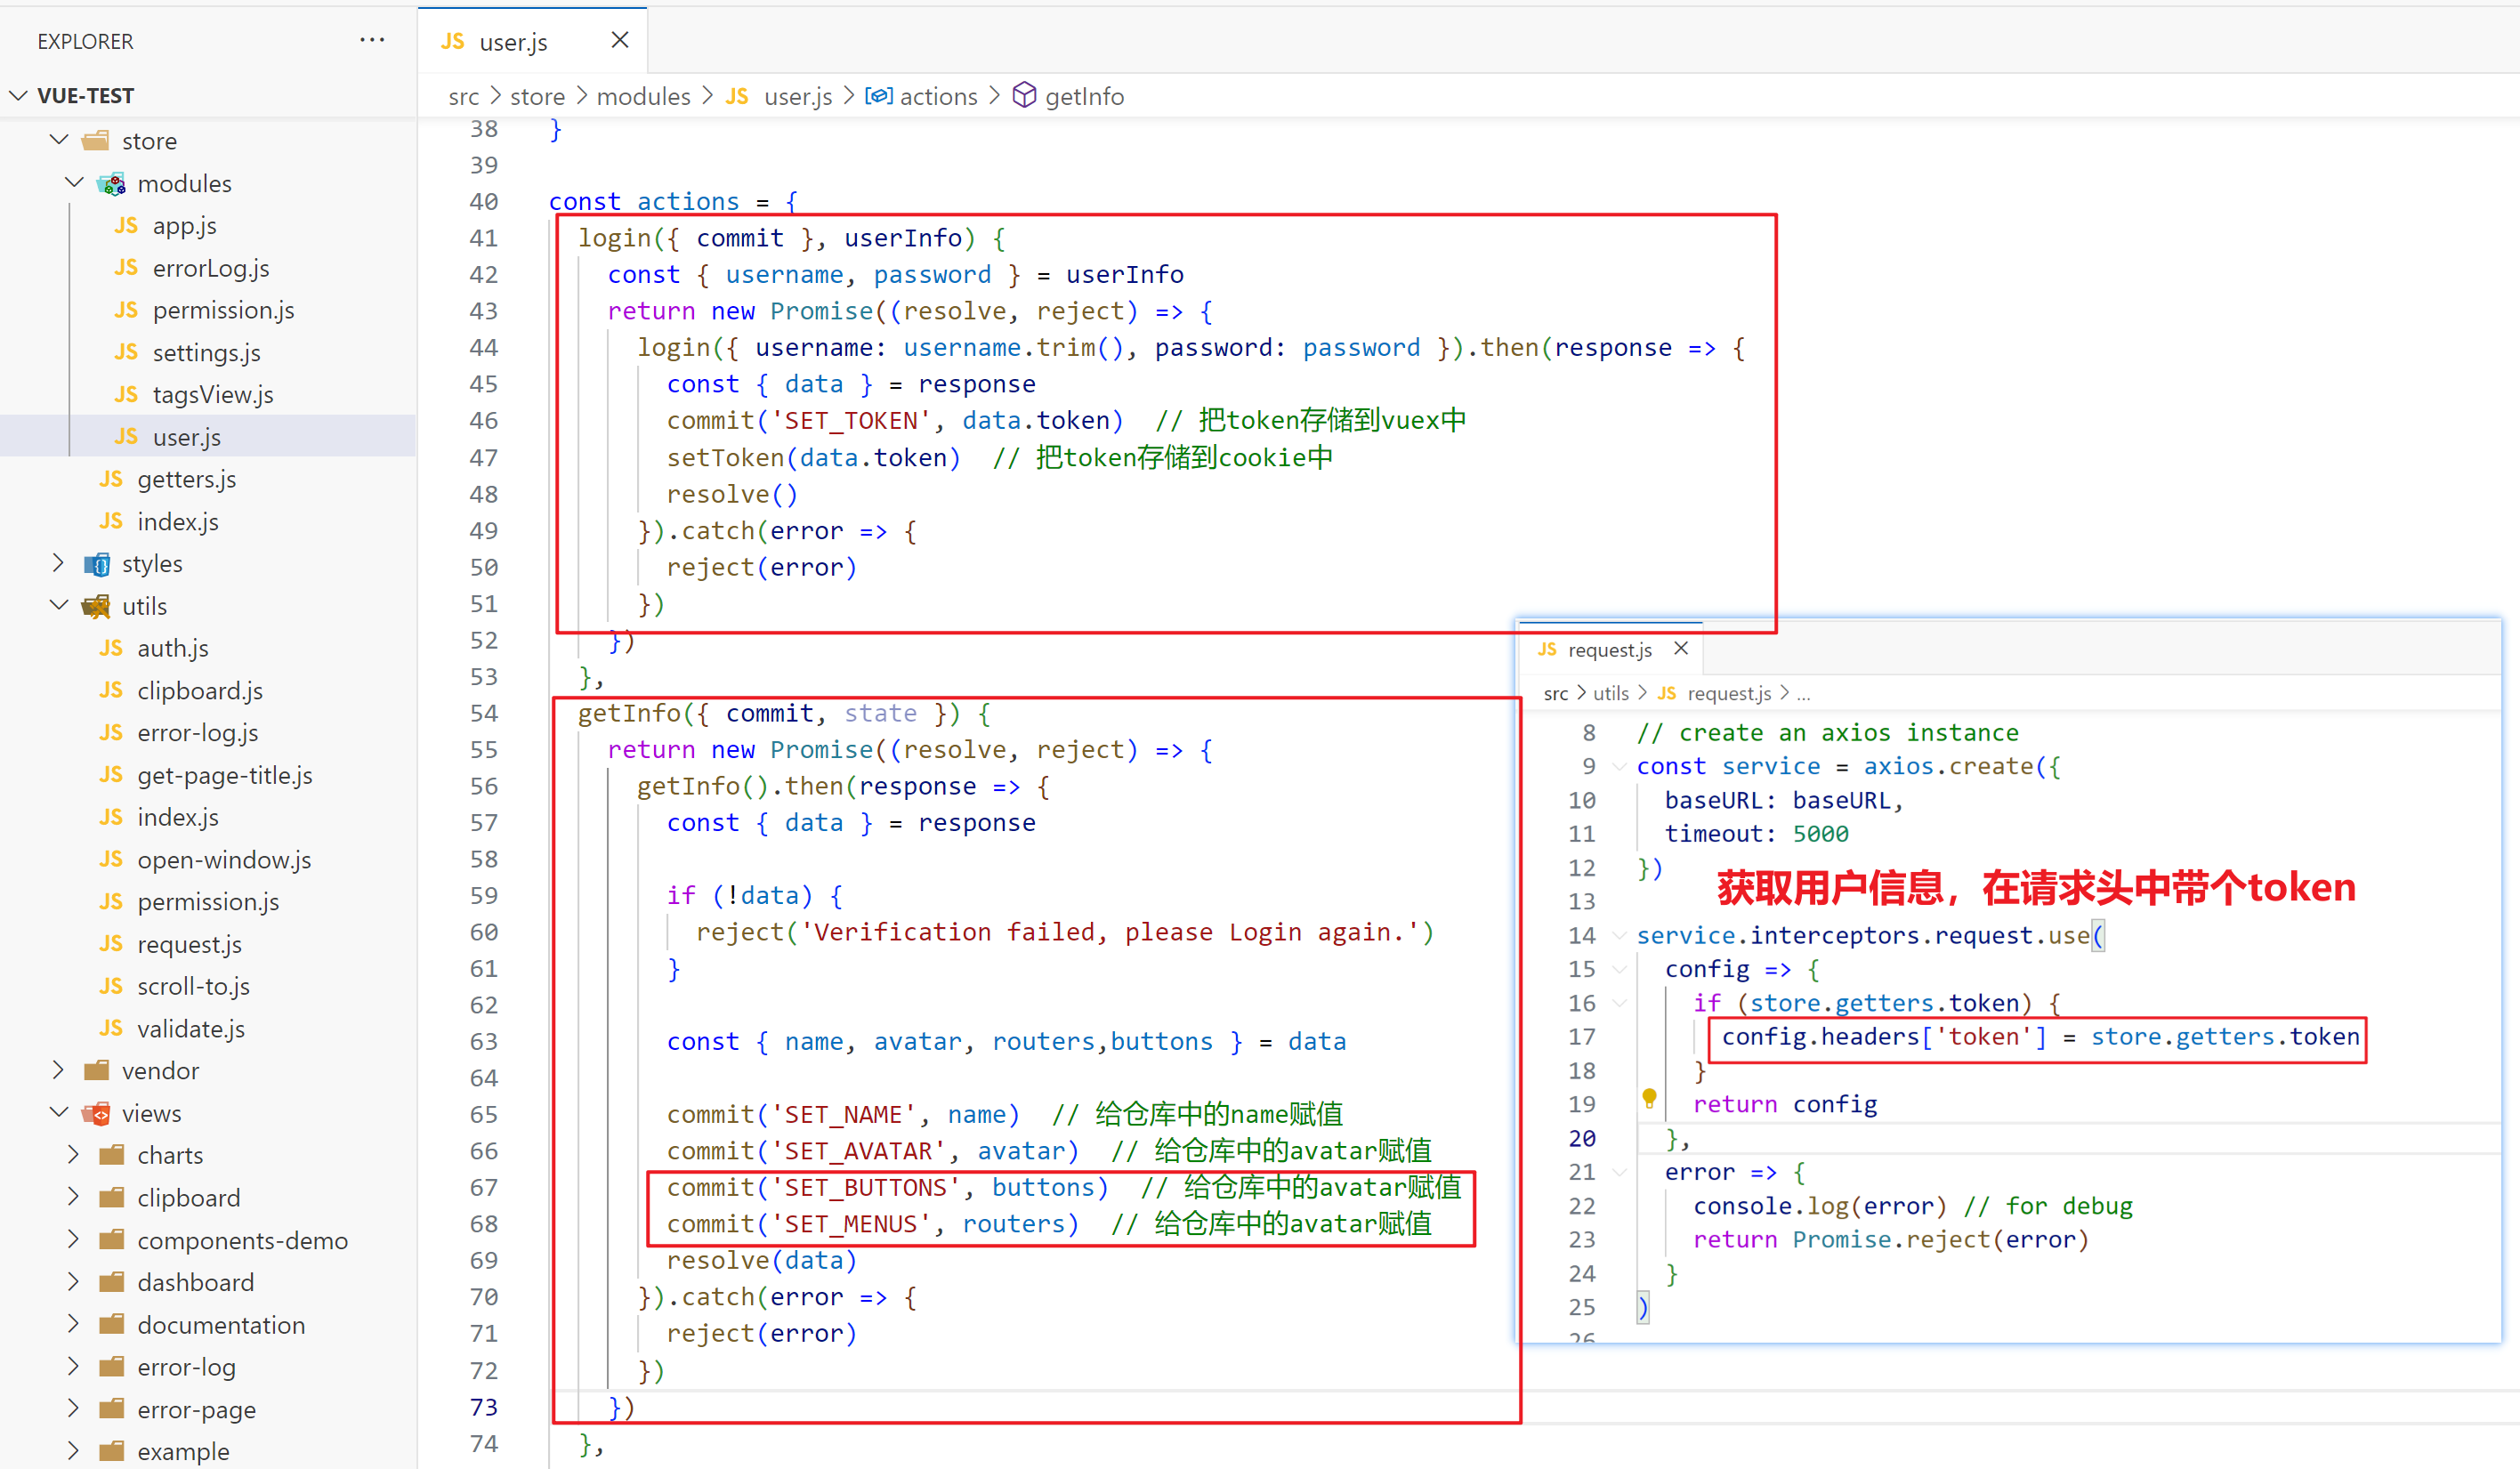 EXPLORER ···
VUE-TEST
store
modules
JS app.js
JS errorLog.js
JS permission.js
JS settings.js
JS tagsView.js
JS user.js
JS getters.js
JS index.js
styles
utils
JS auth.js
JS clipboard.js
JS error-log.js
JS get-page-title.js
JS index.js
JS open-window.js
JS permission.js
JS request.js
JS scroll-to.js
JS validate.js
vendor
views
charts
clipboard
components-demo
dashboard
documentation
error-log
error-page
example
JS user.js
src > store > modules > JS user.js > actions > getInfo
38 }
39
40 const actions = {
41 login({ commit }, userInfo) {
42 const { username, password } = userInfo
43 return new Promise((resolve, reject) => {
44 login({ username: username.trim(), password: password }).then(response => {
45 const { data } = response
46 commit('SET_TOKEN', data.token) // 把token存储到vuex中
47 setToken(data.token) // 把token存储到cookie中
48 resolve()
49 }).catch(error => {
50 reject(error)
51 })
52 })
53 },
54 getInfo({ commit, state }) {
55 return new Promise((resolve, reject) => {
56 getInfo().then(response => {
57 const { data } = response
58
59 if (!data) {
60 reject('Verification failed, please Login again.')
61 }
62
63 const { name, avatar, routers,buttons } = data
64
65 commit('SET_NAME', name) // 给仓库中的name赋值
66 commit('SET_AVATAR', avatar) // 给仓库中的avatar赋值
67 commit('SET_BUTTONS', buttons) // 给仓库中的avatar赋值
68 commit('SET_MENUS', routers) // 给仓库中的avatar赋值
69 resolve(data)
70 }).catch(error => {
71 reject(error)
72 })
73 })
74 },
JS request.js
src > utils > JS request.js > ...
8 // create an axios instance
9 const service = axios.create({
10 baseURL: baseURL,
11 timeout: 5000
12 })
获取用户信息，在请求头中带个token
13
14 service.interceptors.request.use(
15 config => {
16 if (store.getters.token) {
17 config.headers['token'] = store.getters.token
18 }
19 return config
20 },
21 error => {
22 console.log(error) // for debug
23 return Promise.reject(error)
24 }
25 )
26